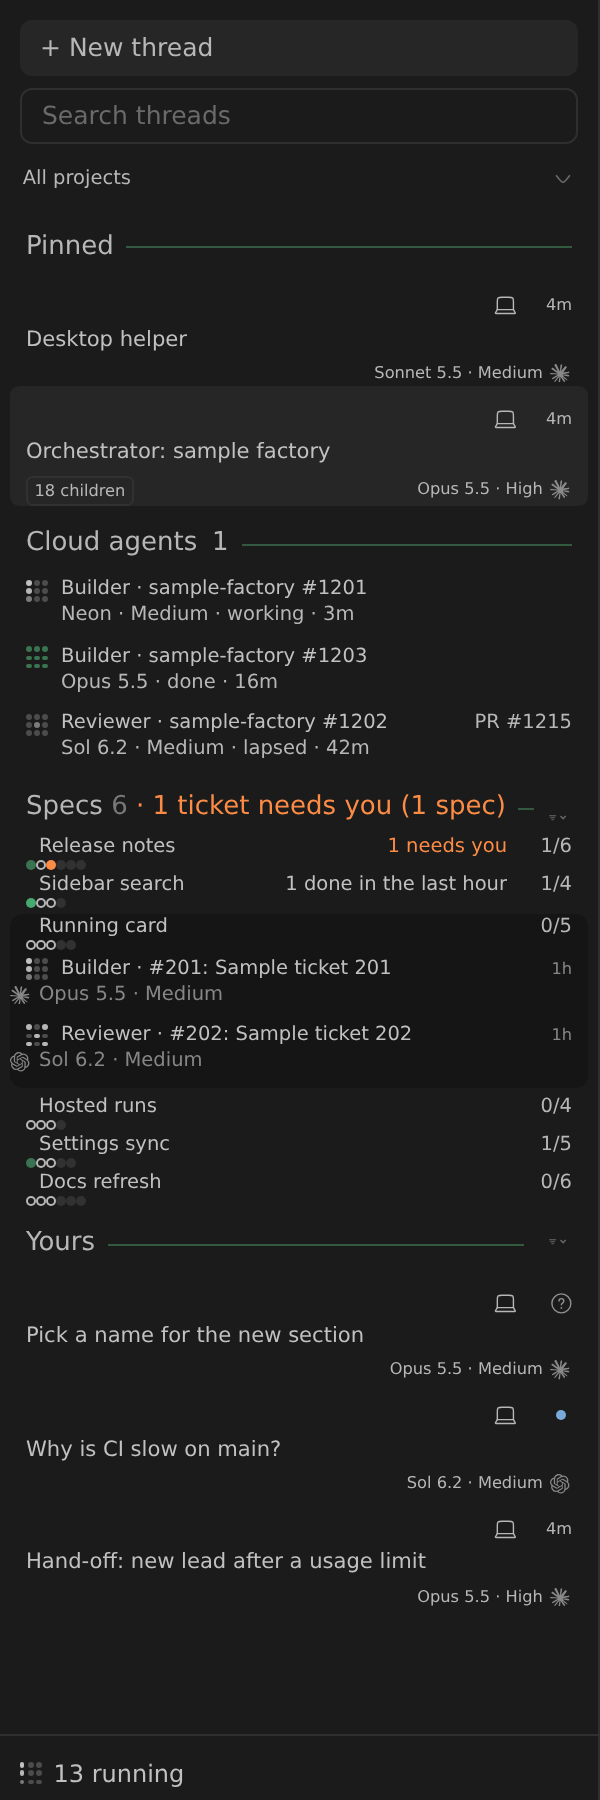 + New thread
Search threads
All projects
Pinned
4m
Desktop helper
Sonnet 5.5 · Medium
4m
Orchestrator: sample factory
18 children Opus 5.5 · High
Cloud agents 1
Builder · sample-factory #1201
Neon · Medium · working · 3m
Builder · sample-factory #1203
Opus 5.5 · done · 16m
Reviewer · sample-factory #1202 PR #1215
Sol 6.2 · Medium · lapsed · 42m
Specs 6 · 1 ticket needs you (1 spec)
Release notes 1 needs you 1/6
Sidebar search 1 done in the last hour 1/4
Running card 0/5
Builder · #201: Sample ticket 201 1h
Opus 5.5 · Medium
Reviewer · #202: Sample ticket 202 1h
Sol 6.2 · Medium
Hosted runs 0/4
Settings sync 1/5
Docs refresh 0/6
Yours
?
Pick a name for the new section
Opus 5.5 · Medium
Why is CI slow on main?
Sol 6.2 · Medium
4m
Hand-off: new lead after a usage limit
Opus 5.5 · High
13 running